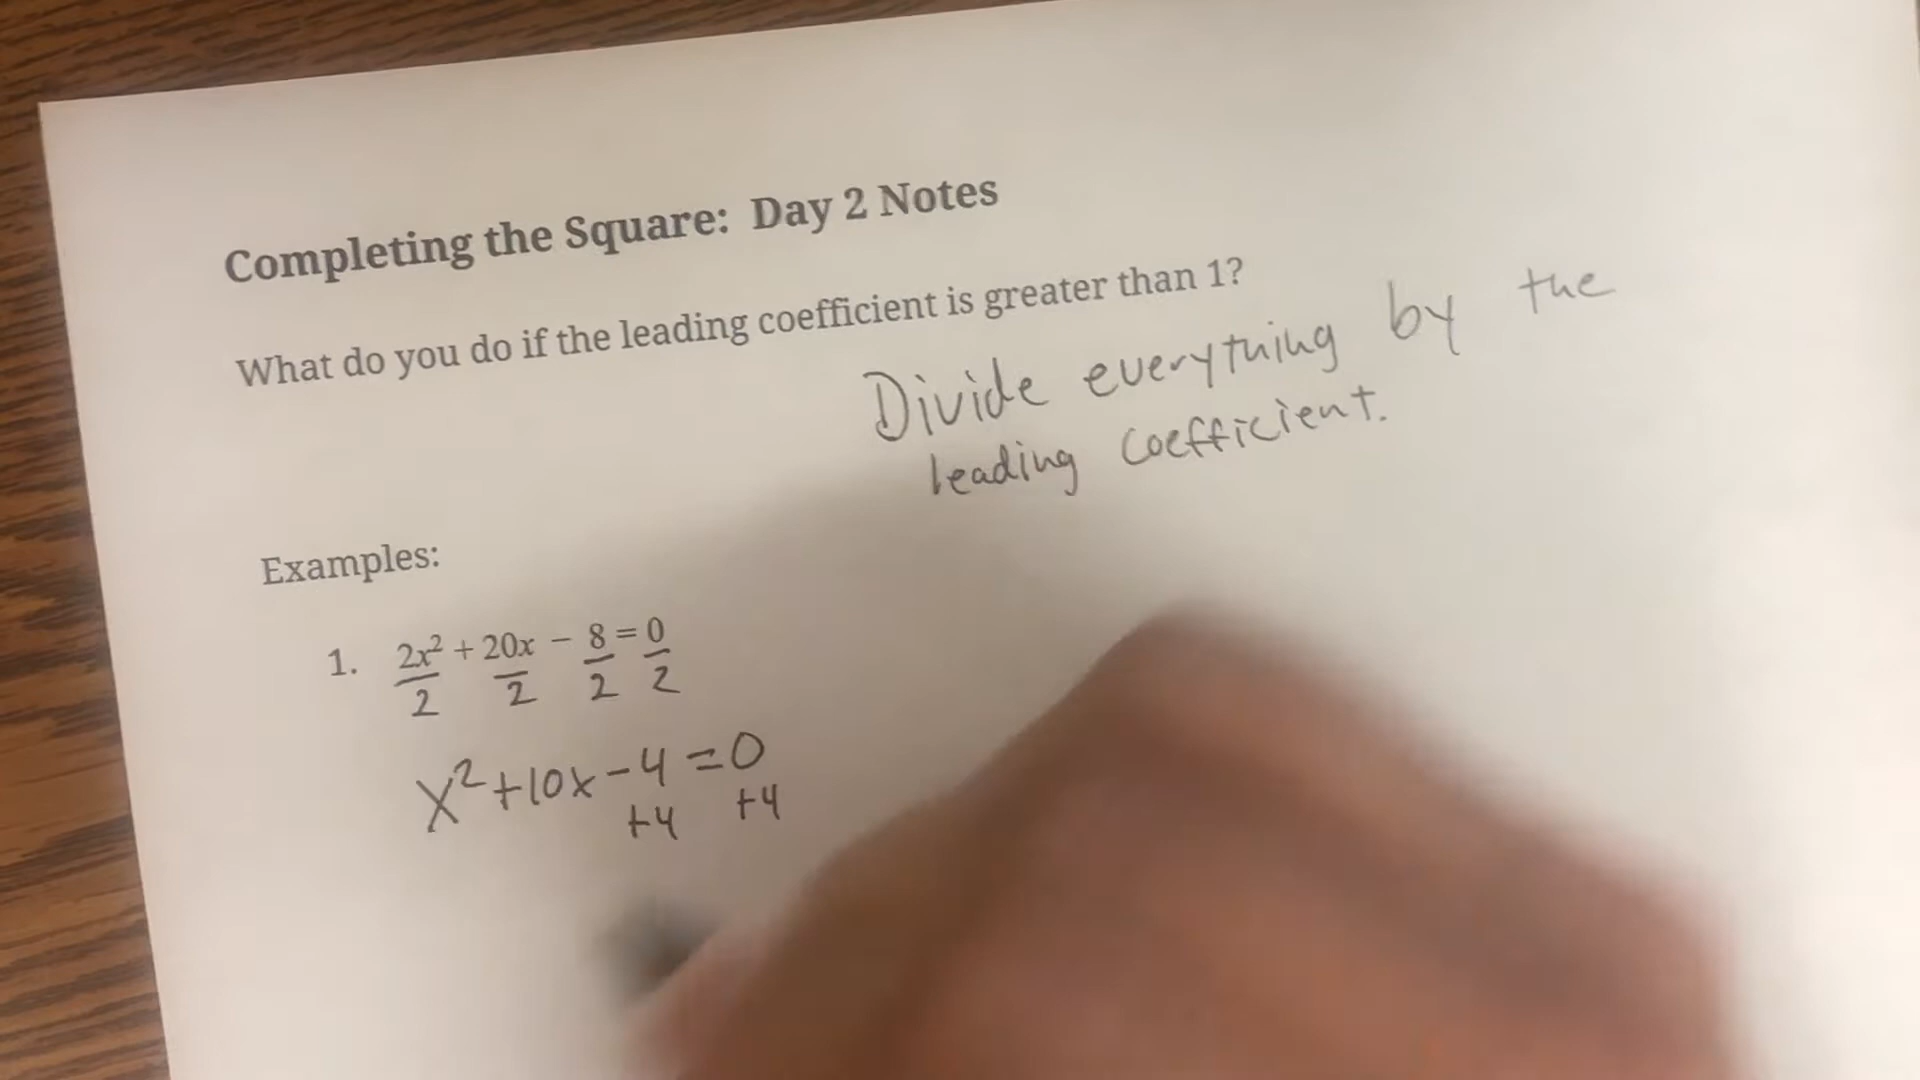 Completing the Square: Day 2 Notes
What do you do if the leading coefficient is greater than 1?
Divide everything by the
leading coefficient.
Examples:
1. 2x² + 20x − 8 = 0
2 2 2 2
x²+10x-4=0
+4 +4